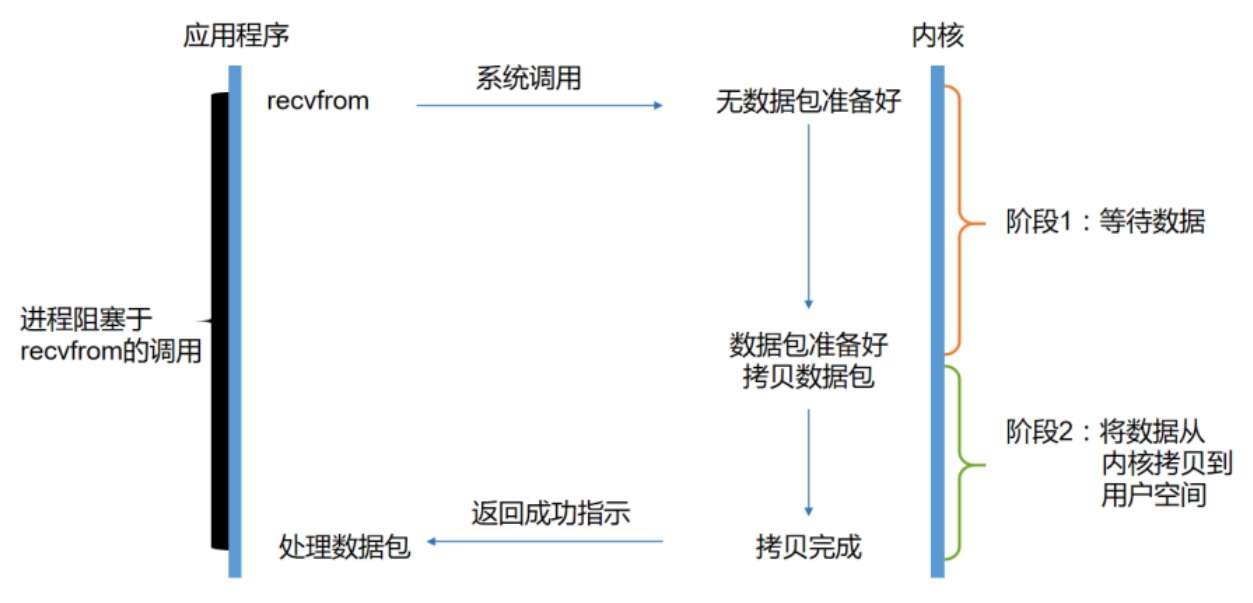 应用程序
内核
系统调用
recvfrom
无数据包准备好
阶段1：等待数据
进程阻塞于
recvfrom的调用
数据包准备好
拷贝数据包
阶段2：将数据从
内核拷贝到
用户空间
返回成功指示
处理数据包
拷贝完成